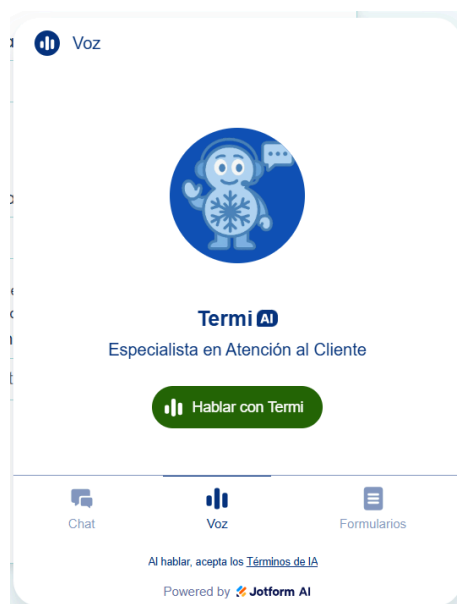 Voz
Termi AI
Especialista en Atención al Cliente
Hablar con Termi
Chat
Voz
Formularios
Al hablar, acepta los Términos de IA
Powered by Jotform AI